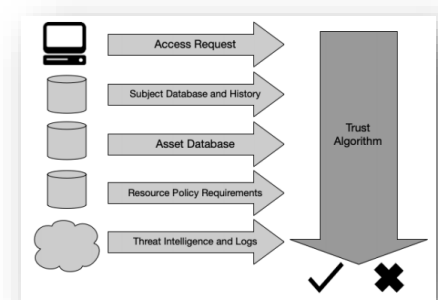 Access Request
Subject Database and History
Asset Database
Resource Policy Requirements
Threat Intelligence and Logs
Trust
Algorithm